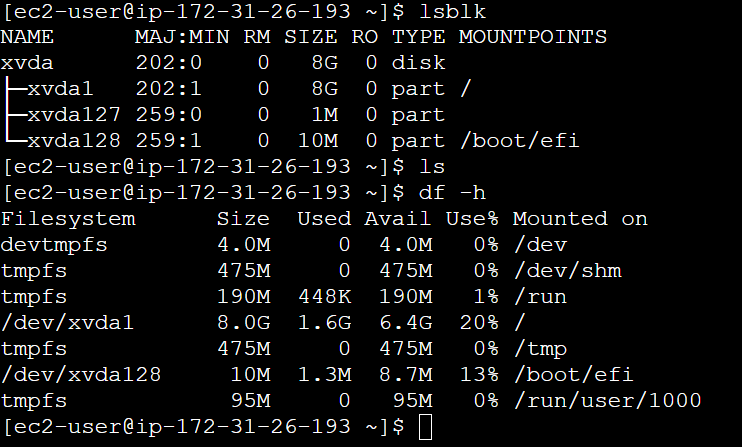 [ec2-user@ip-172-31-26-193 ~]$ lsblk
NAME      MAJ:MIN RM SIZE RO TYPE MOUNTPOINTS
xvda      202:0    0   8G  0 disk
├─xvda1   202:1    0   8G  0 part /
├─xvda127 259:0    0   1M  0 part
└─xvda128 259:1    0  10M  0 part /boot/efi
[ec2-user@ip-172-31-26-193 ~]$ ls
[ec2-user@ip-172-31-26-193 ~]$ df -h
Filesystem      Size  Used Avail Use% Mounted on
devtmpfs        4.0M     0  4.0M   0% /dev
tmpfs           475M     0  475M   0% /dev/shm
tmpfs           190M  448K  190M   1% /run
/dev/xvda1      8.0G  1.6G  6.4G  20% /
tmpfs           475M     0  475M   0% /tmp
/dev/xvda128     10M  1.3M  8.7M  13% /boot/efi
tmpfs            95M     0   95M   0% /run/user/1000
[ec2-user@ip-172-31-26-193 ~]$